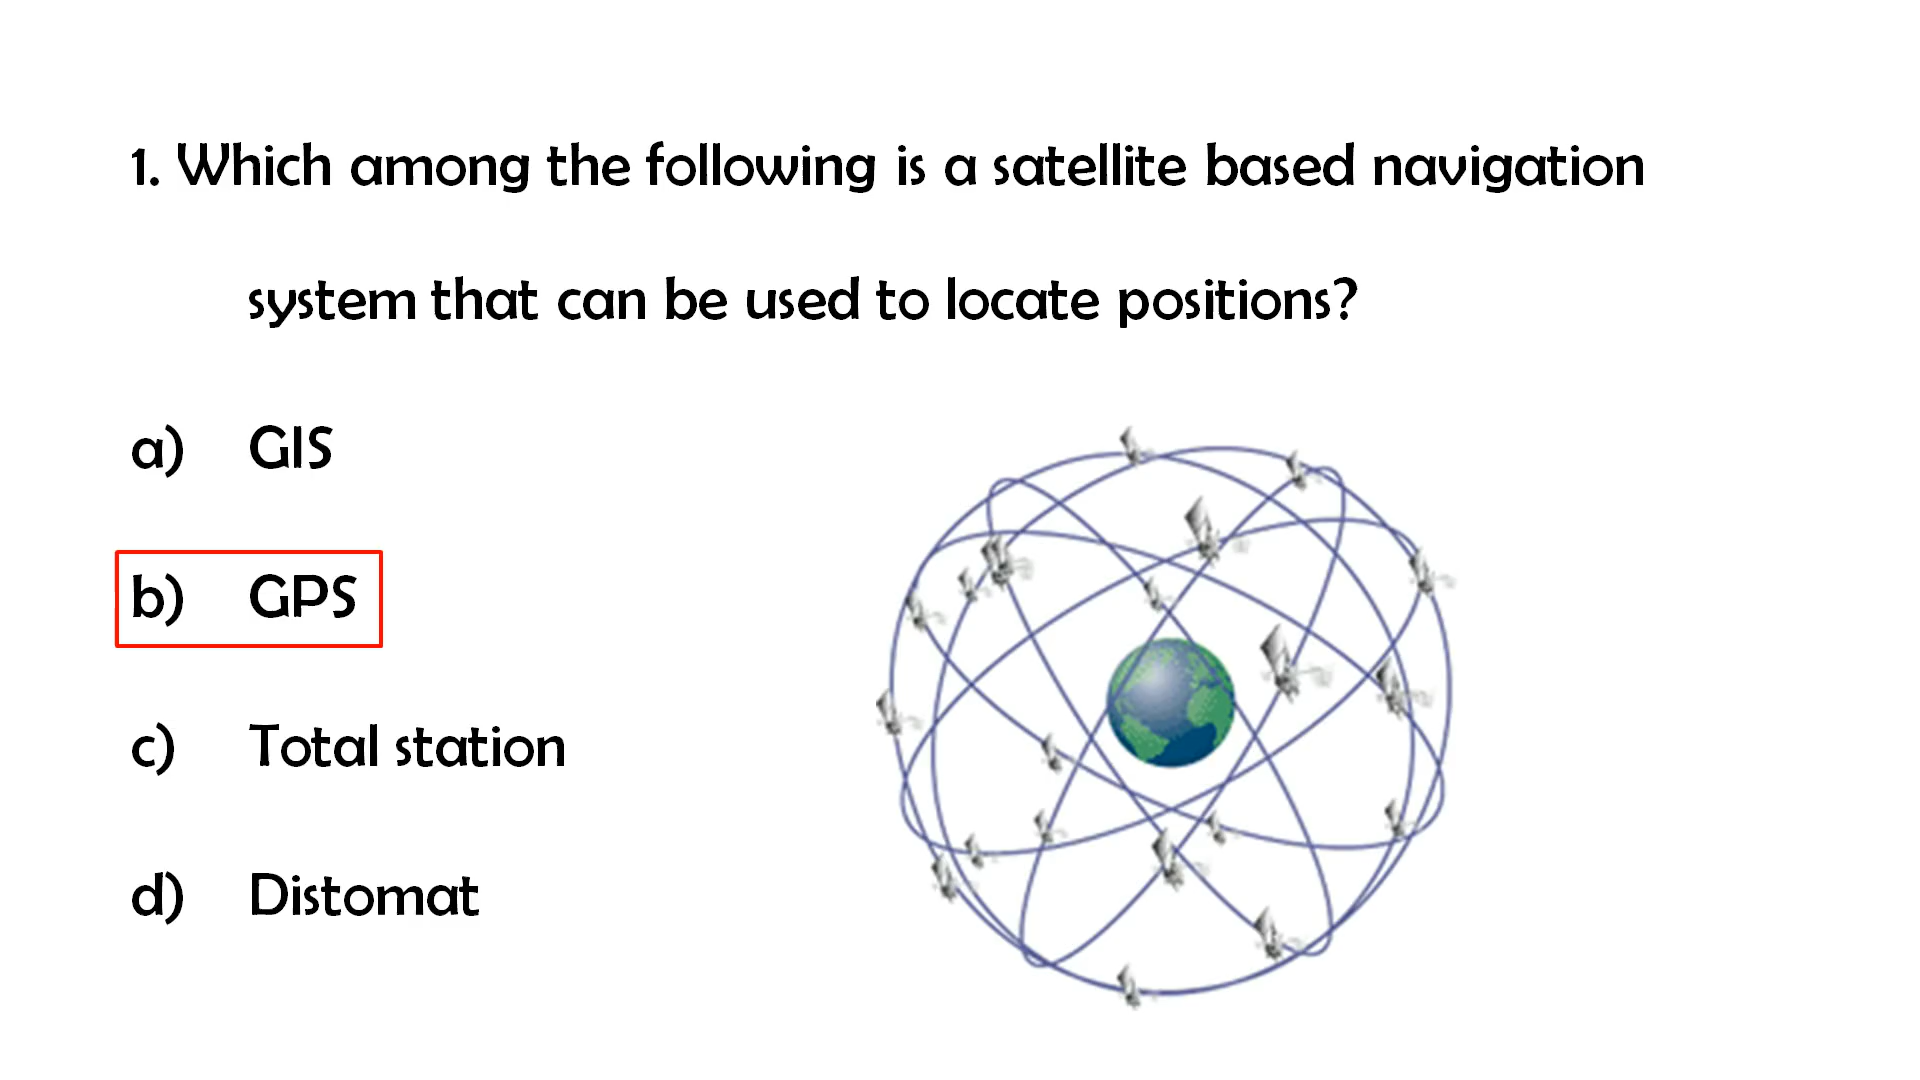 1. Which among the following is a satellite based navigation
system that can be used to locate positions?
a) GIS
b) GPS
c) Total station
d) Distomat